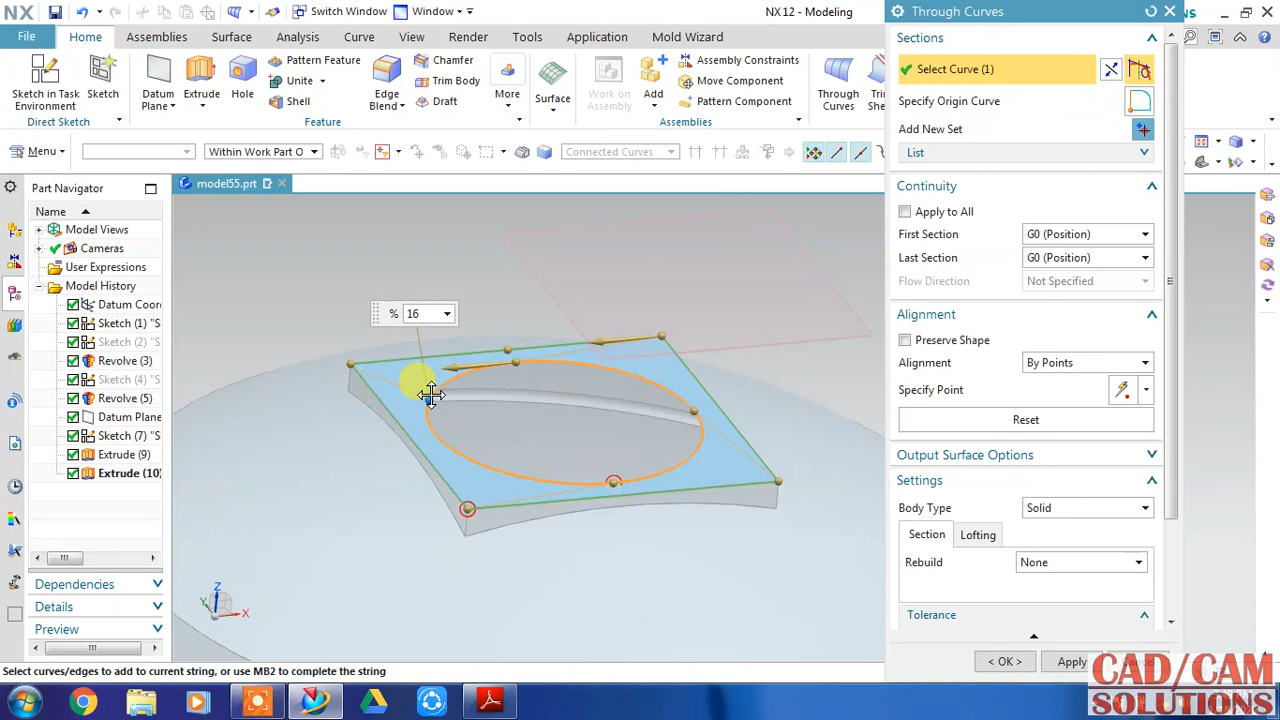 NX
Switch Window
Window
NX 12 - Modeling
Through Curves
File
Home
Assemblies
Surface
Analysis
Curve
View
Render
Tools
Application
Mold Wizard
Sketch in Task Environment
Sketch
Direct Sketch
Datum Plane
Extrude
Hole
Pattern Feature
Unite
Shell
Edge Blend
Chamfer
Trim Body
Draft
More
Feature
Surface
Work on Assembly
Add
Assembly Constraints
Move Component
Pattern Component
Assemblies
Through Curves
Menu
Within Work Part O
Connected Curves
Part Navigator
model55.prt
Name
Model Views
Cameras
User Expressions
Model History
Datum Coor
Sketch (1) "S
Sketch (2) "S
Revolve (3)
Sketch (4) "S
Revolve (5)
Datum Plane
Sketch (7) "S
Extrude (9)
Extrude (10)
Dependencies
Details
Preview
% 16
Z
Y
X
Sections
Select Curve (1)
Specify Origin Curve
Add New Set
List
Continuity
Apply to All
First Section G0 (Position)
Last Section G0 (Position)
Flow Direction Not Specified
Alignment
Preserve Shape
Alignment By Points
Specify Point
Reset
Output Surface Options
Settings
Body Type Solid
Section Lofting
Rebuild None
Tolerance
< OK > Apply
Select curves/edges to add to current string, or use MB2 to complete the string
CAD/CAM
SOLUTIONS